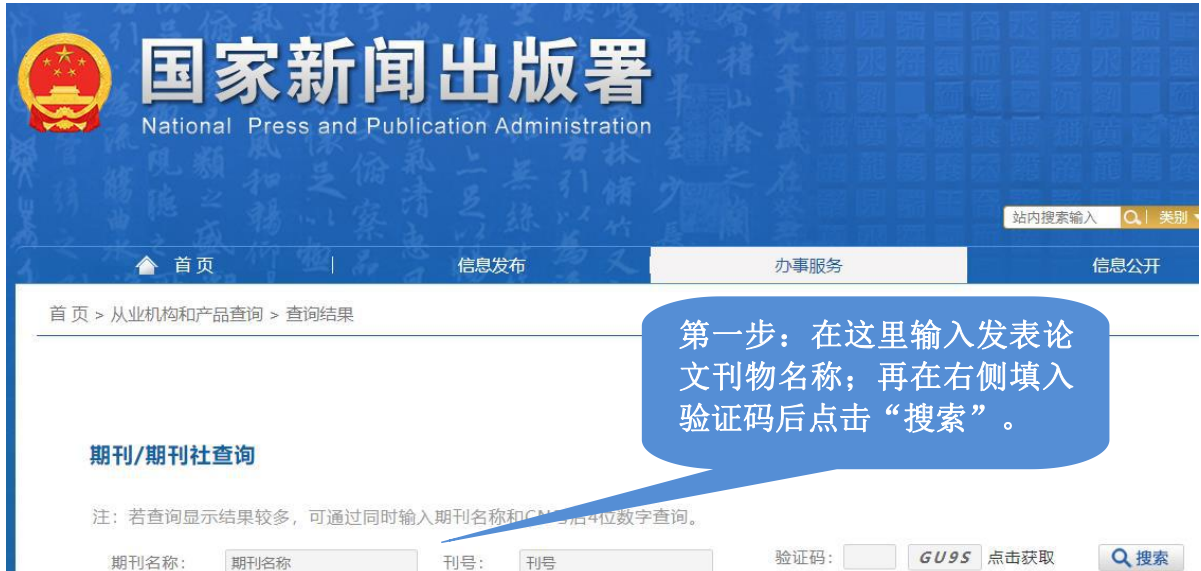 国家新闻出版署
National Press and Publication Administration
站内搜索输入 类别
首页 信息发布 办事服务 信息公开
首页 > 从业机构和产品查询 > 查询结果
第一步：在这里输入发表论
文刊物名称；再在右侧填入
验证码后点击“搜索”。
期刊/期刊社查询
注：若查询显示结果较多，可通过同时输入期刊名称和CN号后4位数字查询。
期刊名称： 期刊名称 刊号： 刊号 验证码： GU9S 点击获取 搜索